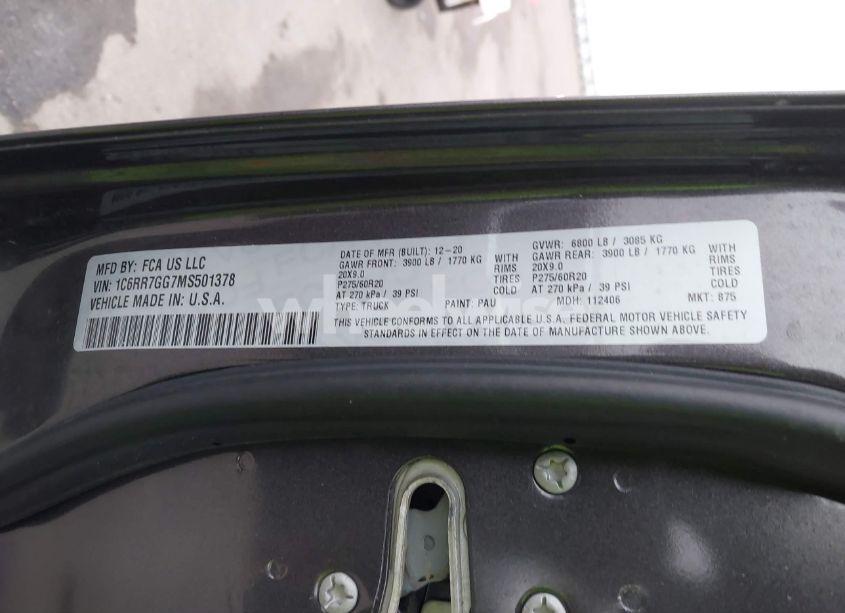 MFD BY: FCA US LLC
VIN: 1C6RR7GG7MS501378
VEHICLE MADE IN: U.S.A.
DATE OF MFR (BUILT): 12-20
GAWR FRONT: 3900 LB / 1770 KG WITH
20X9.0 RIMS
P275/60R20 TIRES
AT 270 kPa / 39 PSI
TYPE: TRUCK PAINT: PAU
GVWR: 6800 LB / 3085 KG
GAWR REAR: 3900 LB / 1770 KG WITH
20X9.0 RIMS
P275/60R20 TIRES
AT 270 kPa / 39 PSI
MDH: 112406 MKT: 875
THIS VEHICLE CONFORMS TO ALL APPLICABLE U.S.A. FEDERAL MOTOR VEHICLE SAFETY
STANDARDS IN EFFECT ON THE DATE OF MANUFACTURE SHOWN ABOVE.